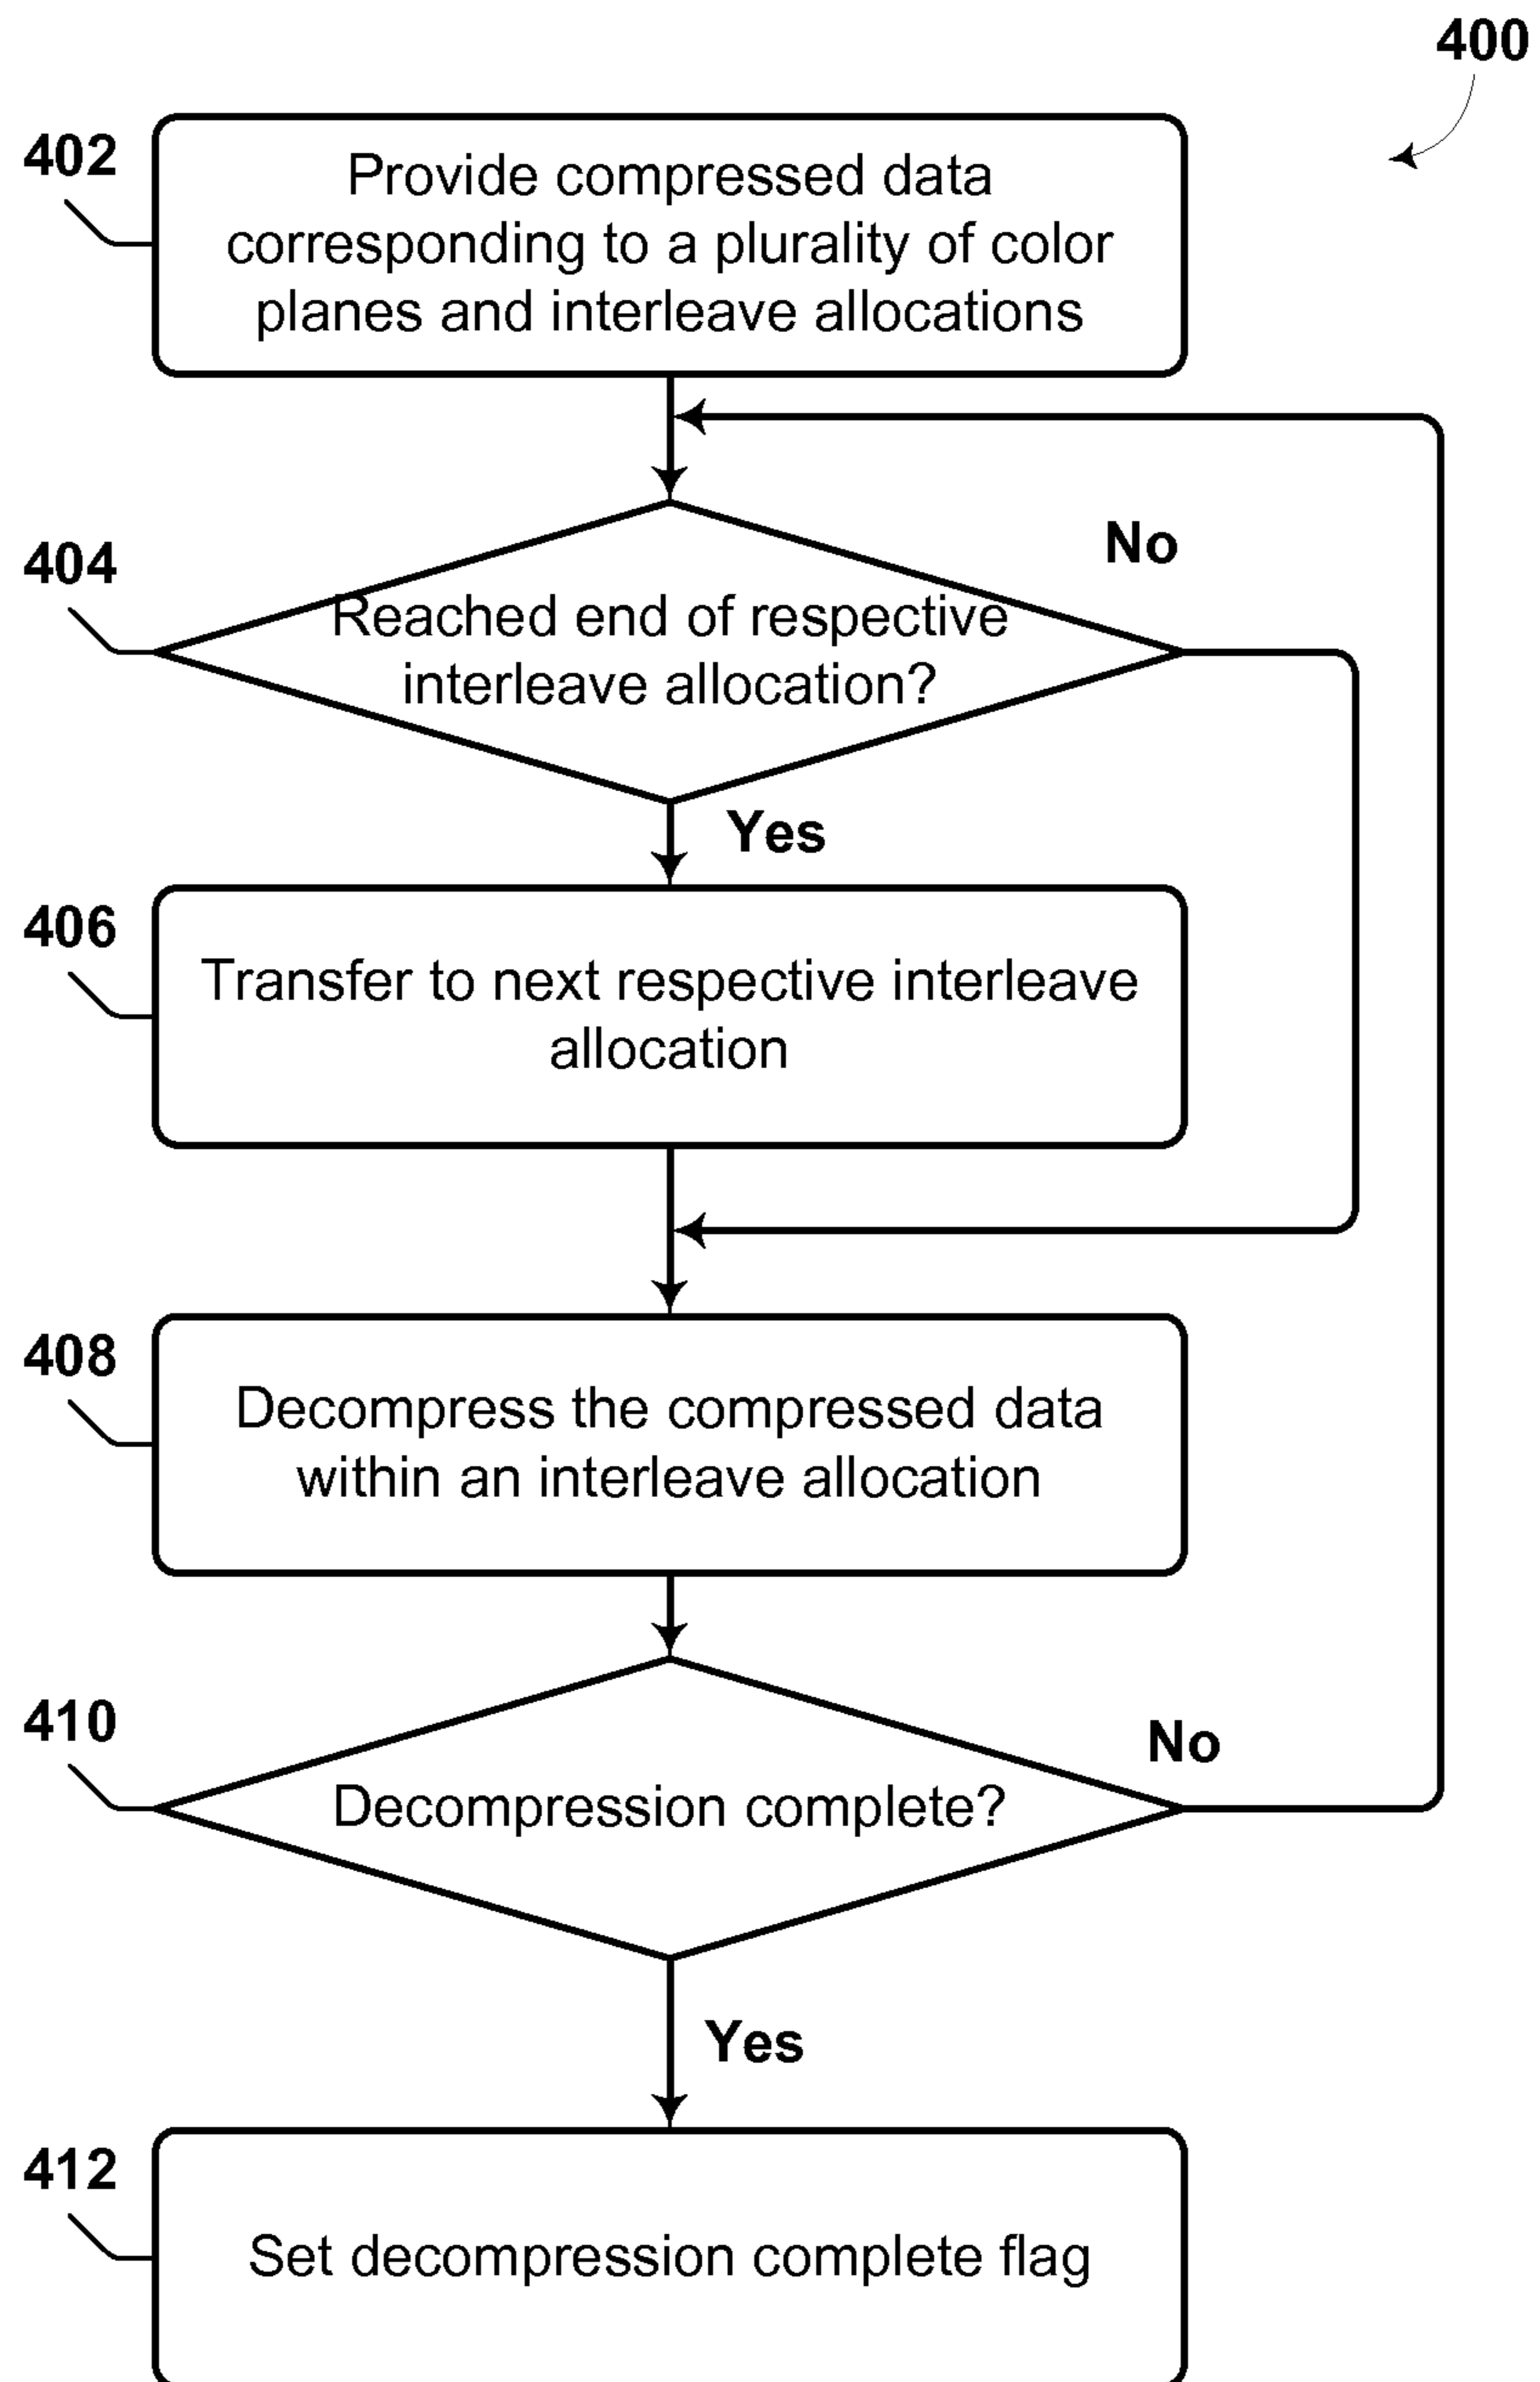 400
402
Provide compressed data
corresponding to a plurality of color
planes and interleave allocations
404
No
Reached end of respective
interleave allocation?
Yes
406
Transfer to next respective interleave
allocation
408
Decompress the compressed data
within an interleave allocation
410
No
Decompression complete?
Yes
412
Set decompression complete flag